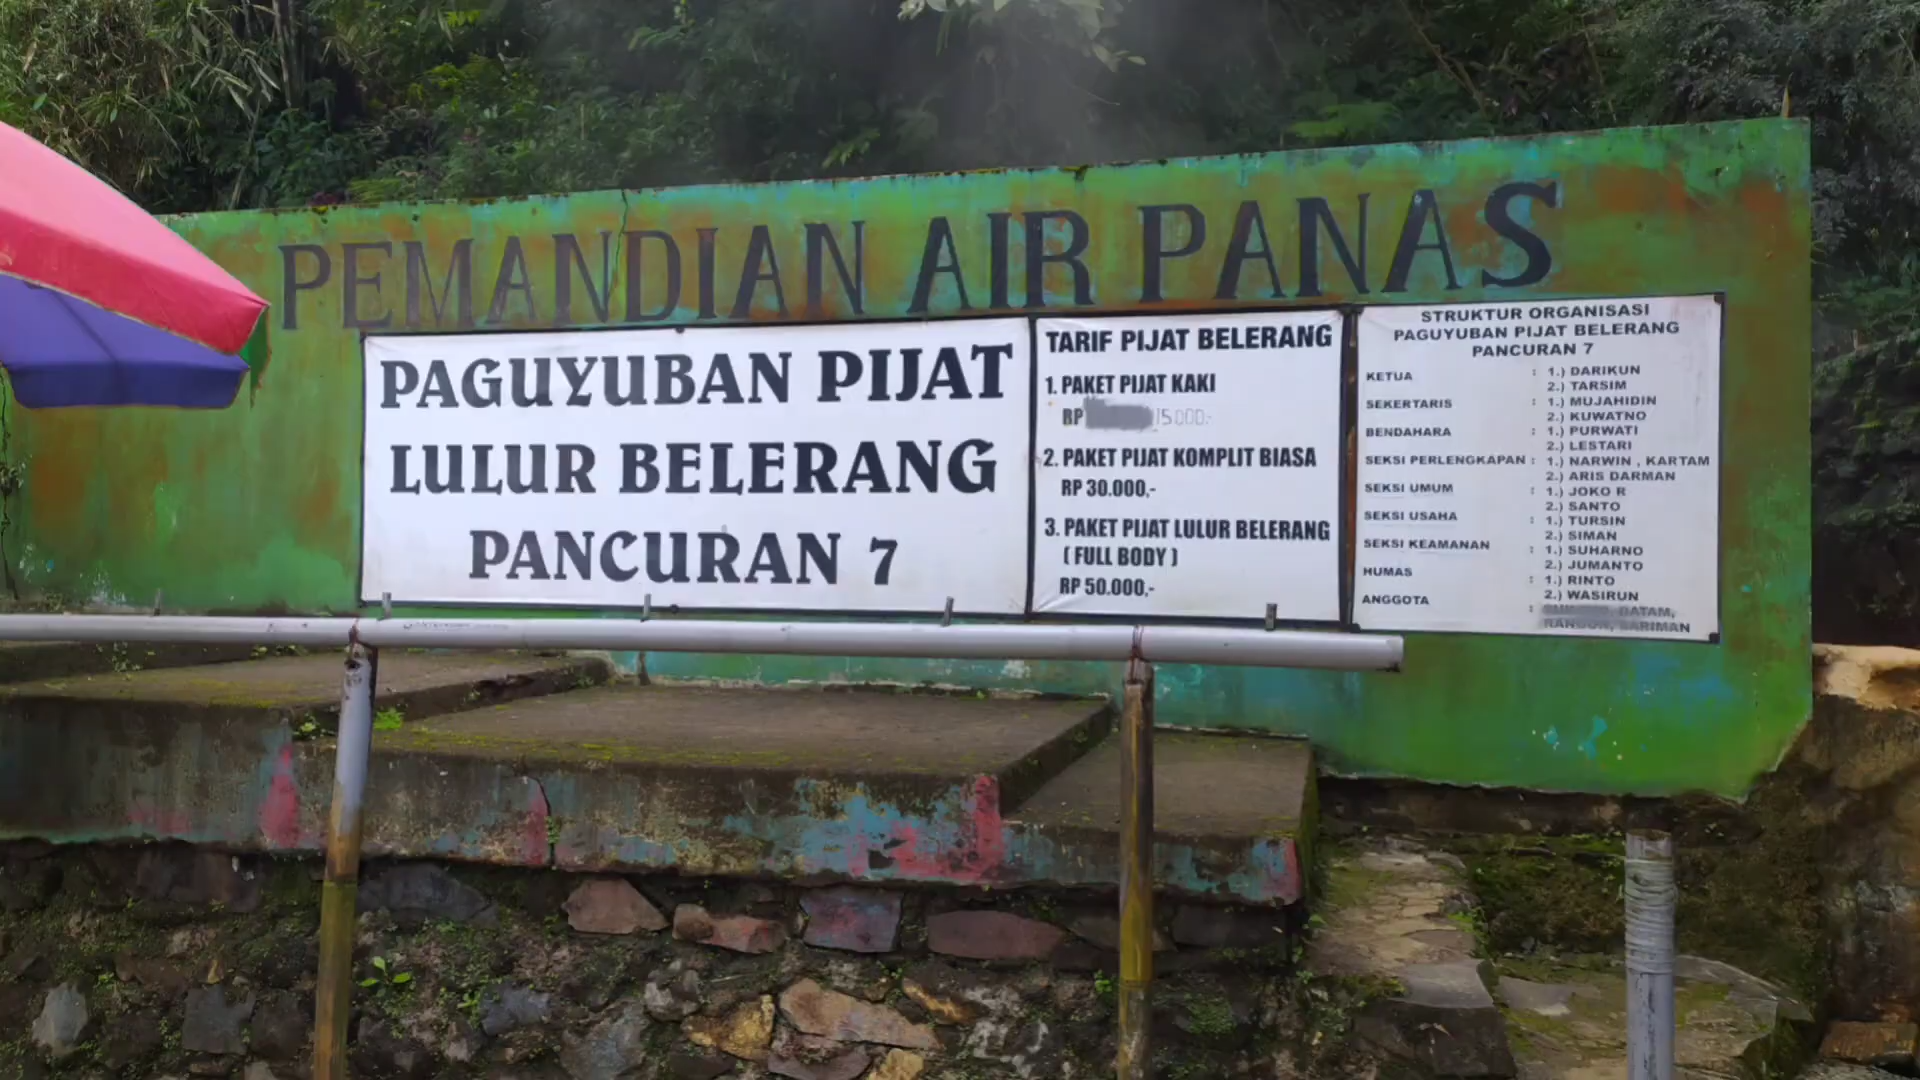 PEMANDIAN AIR PANAS
PAGUYUBAN PIJAT
LULUR BELERANG
PANCURAN 7
TARIF PIJAT BELERANG
1. PAKET PIJAT KAKI
RP 15.000.-
2. PAKET PIJAT KOMPLIT BIASA
RP 30.000,-
3. PAKET PIJAT LULUR BELERANG
( FULL BODY )
RP 50.000,-
STRUKTUR ORGANISASI
PAGUYUBAN PIJAT BELERANG
PANCURAN 7
KETUA : 1.) DARIKUN
2.) TARSIM
SEKERTARIS : 1.) MUJAHIDIN
2.) KUWATNO
BENDAHARA : 1.) PURWATI
2.) LESTARI
SEKSI PERLENGKAPAN : 1.) NARWIN , KARTAM
2.) ARIS DARMAN
SEKSI UMUM : 1.) JOKO R
2.) SANTO
SEKSI USAHA : 1.) TURSIN
2.) SIMAN
SEKSI KEAMANAN : 1.) SUHARNO
2.) JUMANTO
HUMAS : 1.) RINTO
2.) WASIRUN
ANGGOTA : DATAM,
SARIMAN